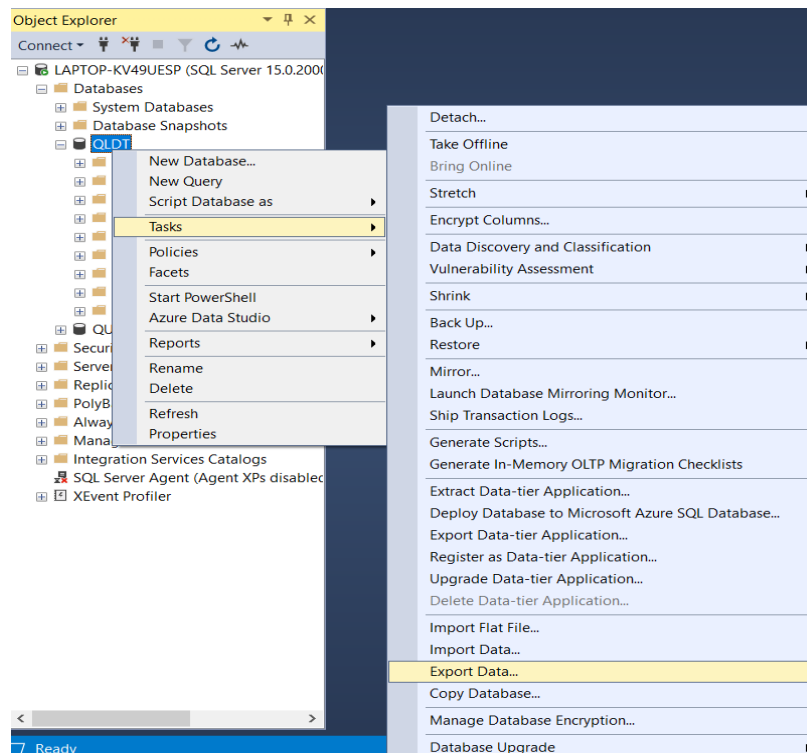 Object Explorer
Connect
LAPTOP-KV49UESP (SQL Server 15.0.2000
Databases
System Databases
Database Snapshots
QLDT
QU
Securi
Server
Replic
PolyB
Alway
Mana
Integration Services Catalogs
SQL Server Agent (Agent XPs disabled
XEvent Profiler
New Database...
New Query
Script Database as
Tasks
Policies
Facets
Start PowerShell
Azure Data Studio
Reports
Rename
Delete
Refresh
Properties
Detach...
Take Offline
Bring Online
Stretch
Encrypt Columns...
Data Discovery and Classification
Vulnerability Assessment
Shrink
Back Up...
Restore
Mirror...
Launch Database Mirroring Monitor...
Ship Transaction Logs...
Generate Scripts...
Generate In-Memory OLTP Migration Checklists
Extract Data-tier Application...
Deploy Database to Microsoft Azure SQL Database...
Export Data-tier Application...
Register as Data-tier Application...
Upgrade Data-tier Application...
Delete Data-tier Application...
Import Flat File...
Import Data...
Export Data...
Copy Database...
Manage Database Encryption...
Database Upgrade
Ready